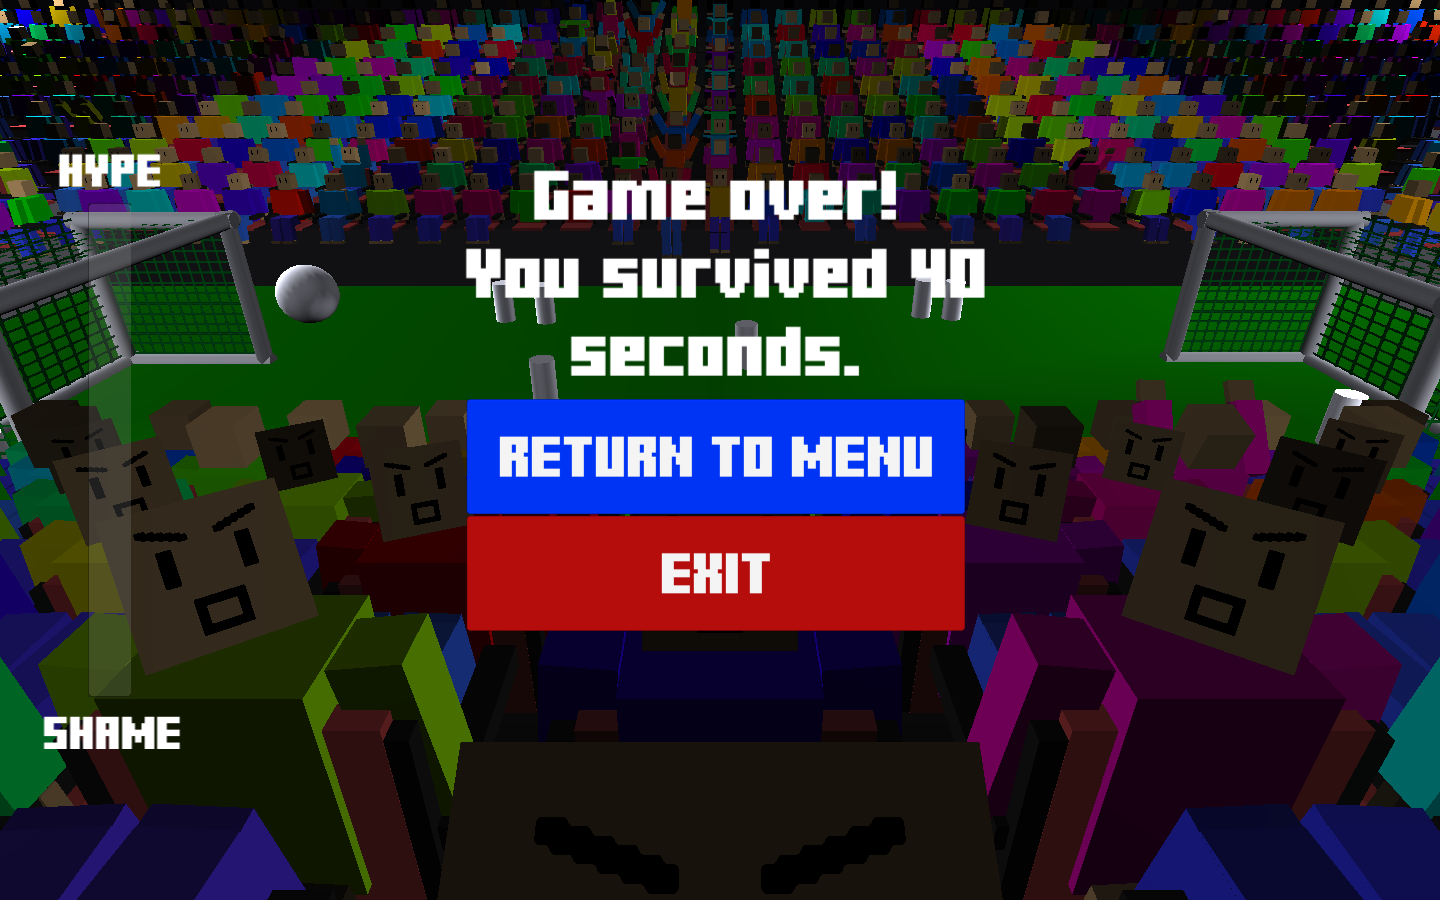 HYPE
Game over!
You survived 40
seconds.
RETURN TO MENU
EXIT
SHAME